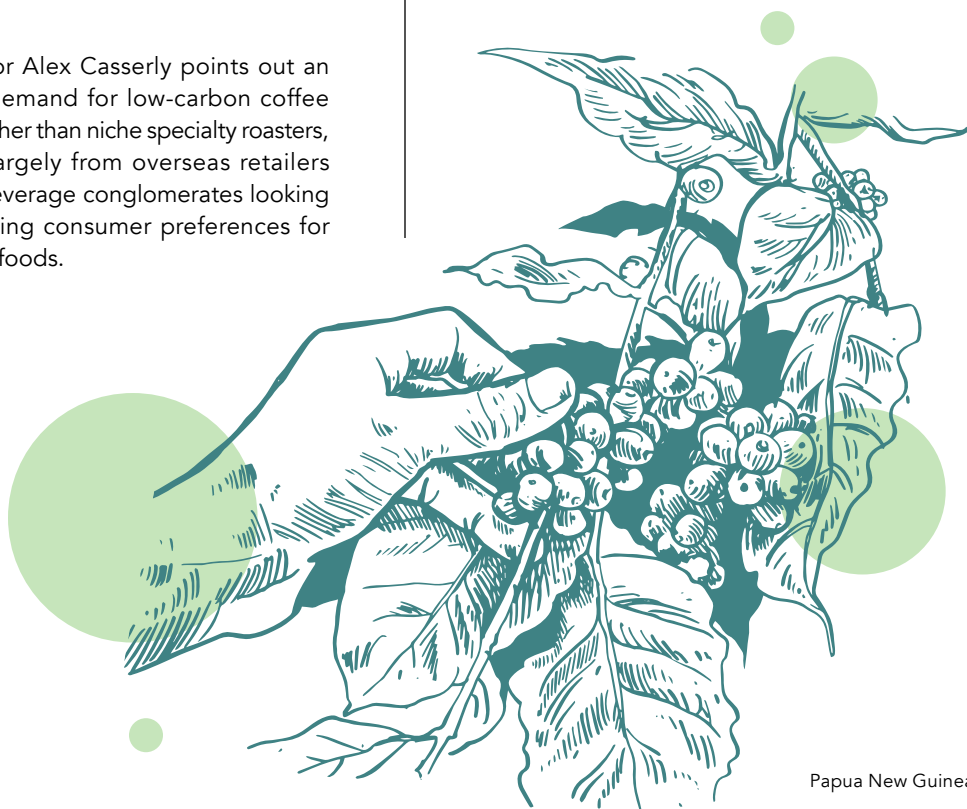 or Alex Casserly points out an
emand for low-carbon coffee
her than niche specialty roasters,
argely from overseas retailers
everage conglomerates looking
ing consumer preferences for
foods.
Papua New Guinea